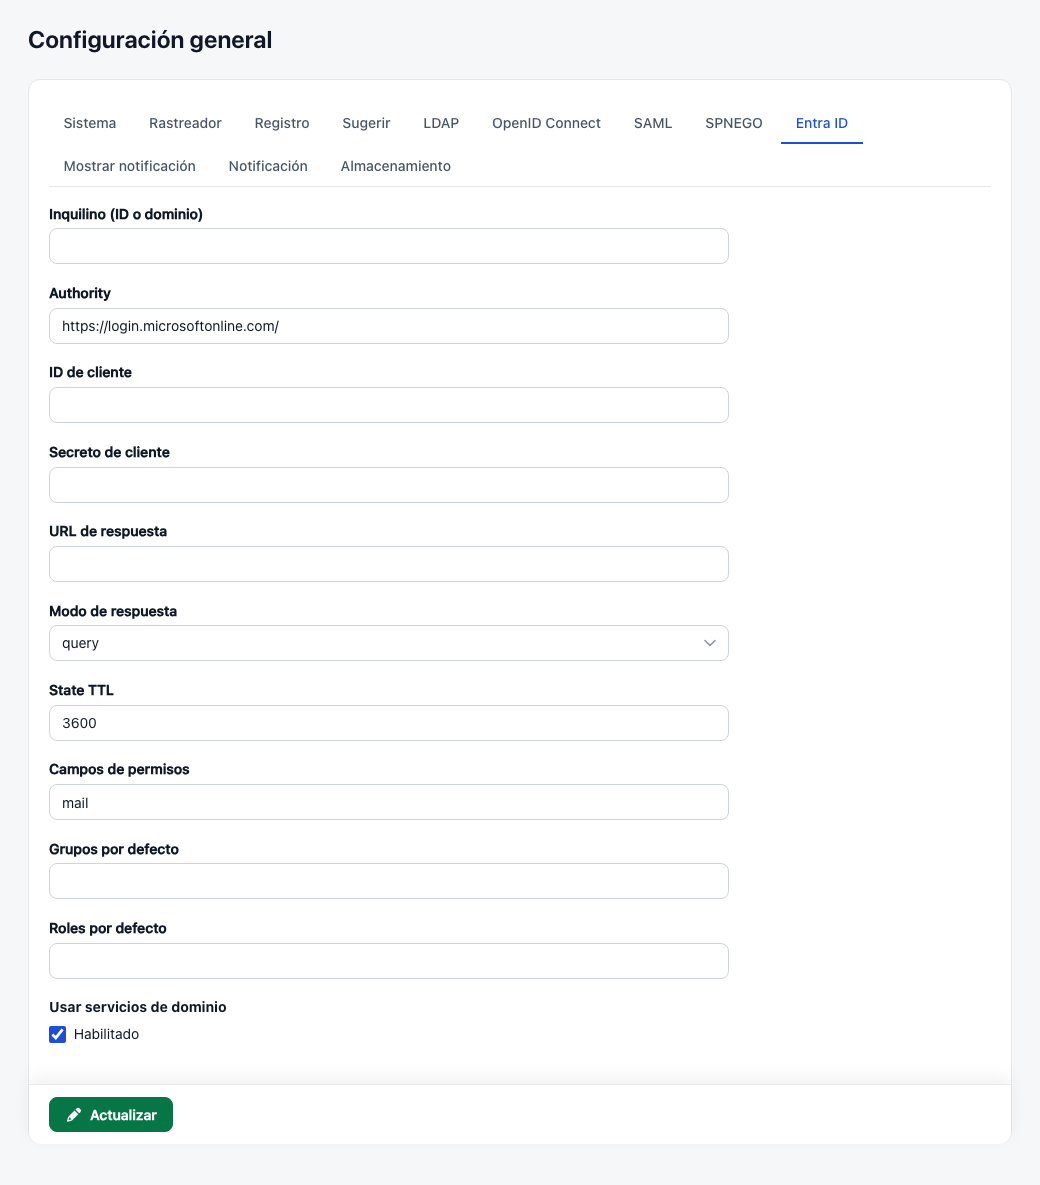 Configuración general
Sistema Rastreador Registro Sugerir LDAP OpenID Connect SAML SPNEGO Entra ID
Mostrar notificación Notificación Almacenamiento
Inquilino (ID o dominio)
Authority
https://login.microsoftonline.com/
ID de cliente
Secreto de cliente
URL de respuesta
Modo de respuesta
query
State TTL
3600
Campos de permisos
mail
Grupos por defecto
Roles por defecto
Usar servicios de dominio
Habilitado
Actualizar